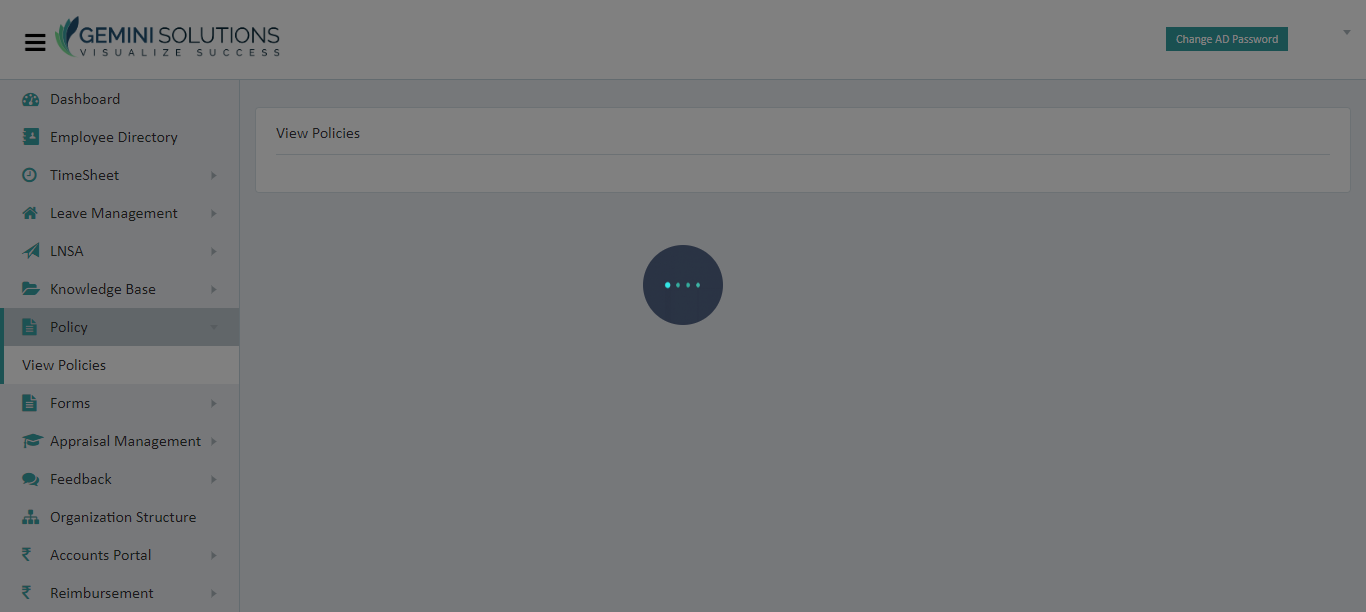 GEMINI SOLUTIONS
VISUALIZE SUCCESS
Change AD Password
Dashboard
Employee Directory
TimeSheet
Leave Management
LNSA
Knowledge Base
Policy
View Policies
Forms
Appraisal Management
Feedback
Organization Structure
Accounts Portal
Reimbursement
View Policies